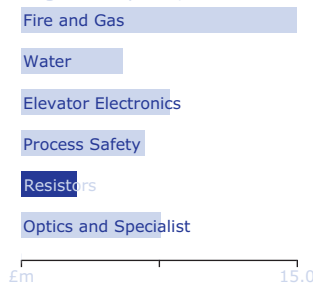 Fire and Gas
Water
Elevator Electronics
Process Safety
Resistors
Optics and Specialist
£m 15.0